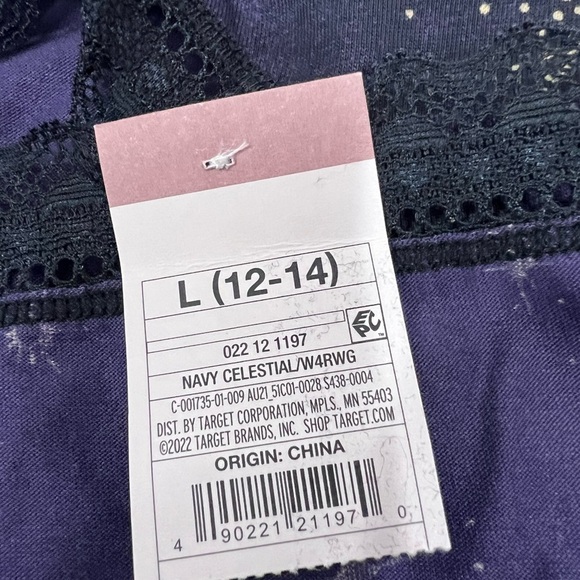 L (12-14)
022 12 1197
EPC
NAVY CELESTIAL/W4RWG
C-001735-01-009 AU21_51C01-0028 S438-0004
DIST. BY TARGET CORPORATION, MPLS., MN 55403
©2022 TARGET BRANDS, INC. SHOP TARGET.COM
ORIGIN: CHINA
4 90221 21197 0